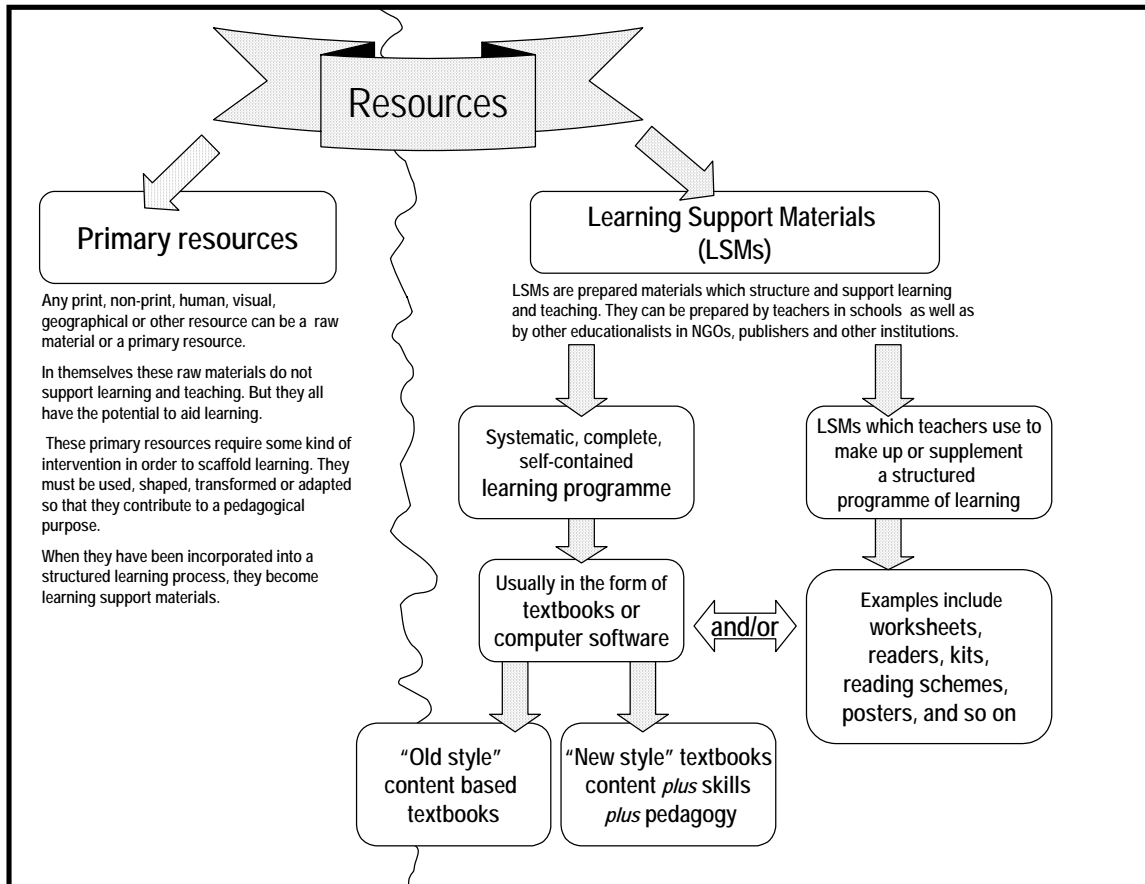 Resources
Primary resources
Any print, non-print, human, visual,
geographical or other resource can be a raw
material or a primary resource.
In themselves these raw materials do not
support learning and teaching. But they all
have the potential to aid learning.
These primary resources require some kind of
intervention in order to scaffold learning. They
must be used, shaped, transformed or adapted
so that they contribute to a pedagogical
purpose.
When they have been incorporated into a
structured learning process, they become
learning support materials.
Learning Support Materials
(LSMs)
LSMs are prepared materials which structure and support learning
and teaching. They can be prepared by teachers in schools as well as
by other educationalists in NGOs, publishers and other institutions.
Systematic, complete,
self-contained
learning programme
LSMs which teachers use to
make up or supplement
a structured
programme of learning
Usually in the form of
textbooks or
computer software
and/or
Examples include
worksheets,
readers, kits,
reading schemes,
posters, and so on
“Old style”
content based
textbooks
“New style” textbooks
content plus skills
plus pedagogy